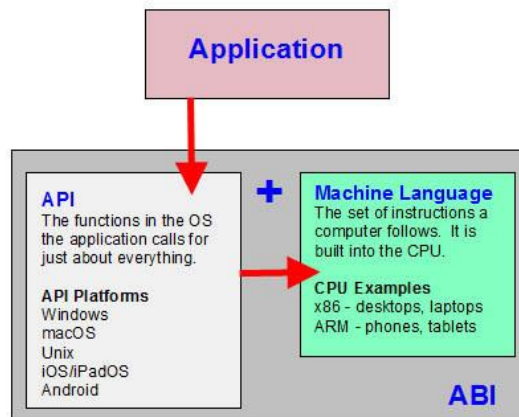 Application
API
The functions in the OS
the application calls for
just about everything.
API Platforms
Windows
macOS
Unix
iOS/iPadOS
Android
+
Machine Language
The set of instructions a
computer follows. It is
built into the CPU.
CPU Examples
x86 - desktops, laptops
ARM - phones, tablets
ABI